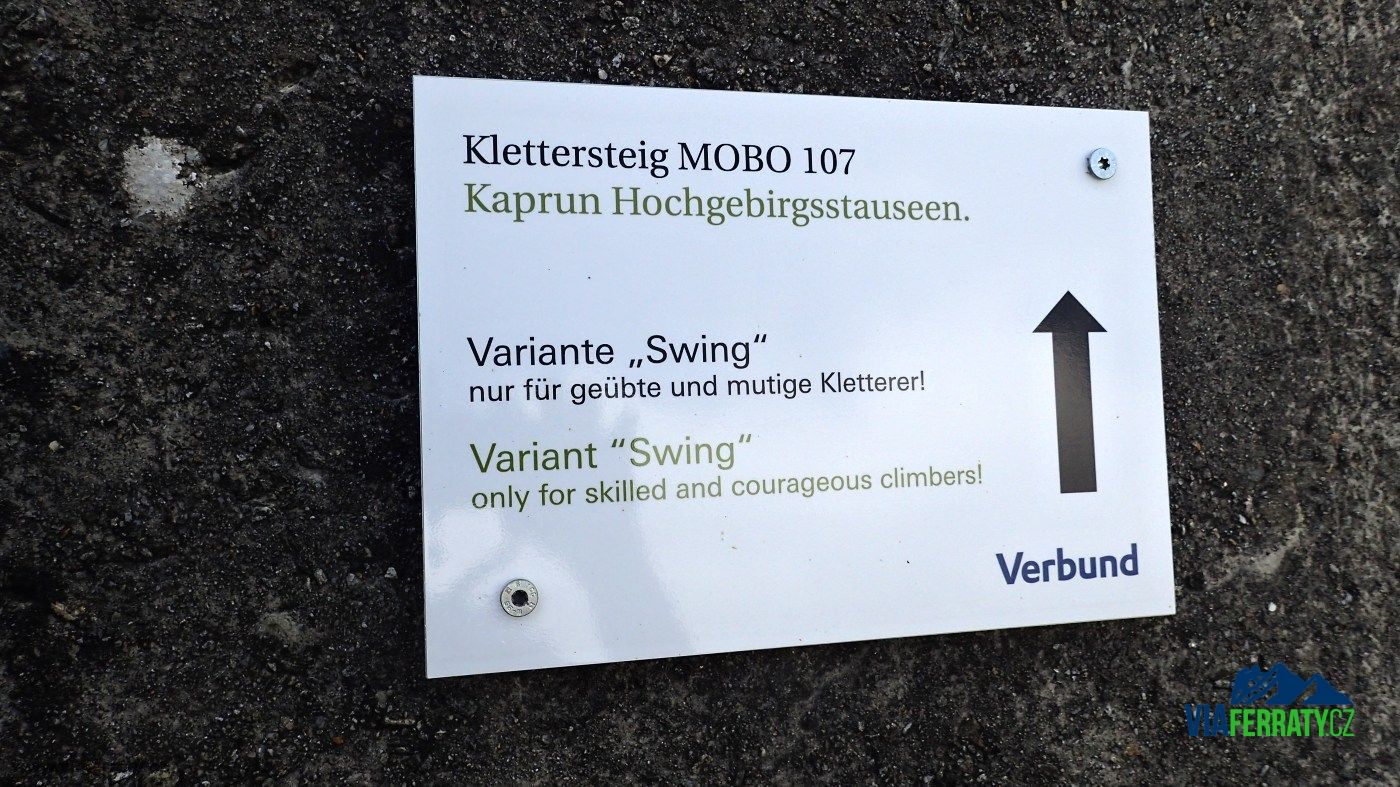 Klettersteig MOBO 107
Kaprun Hochgebirgsstauseen.
Variante „Swing“
nur für geübte und mutige Kletterer!
Variant “Swing“
only for skilled and courageous climbers!
Verbund
VIAFERRATY.CZ